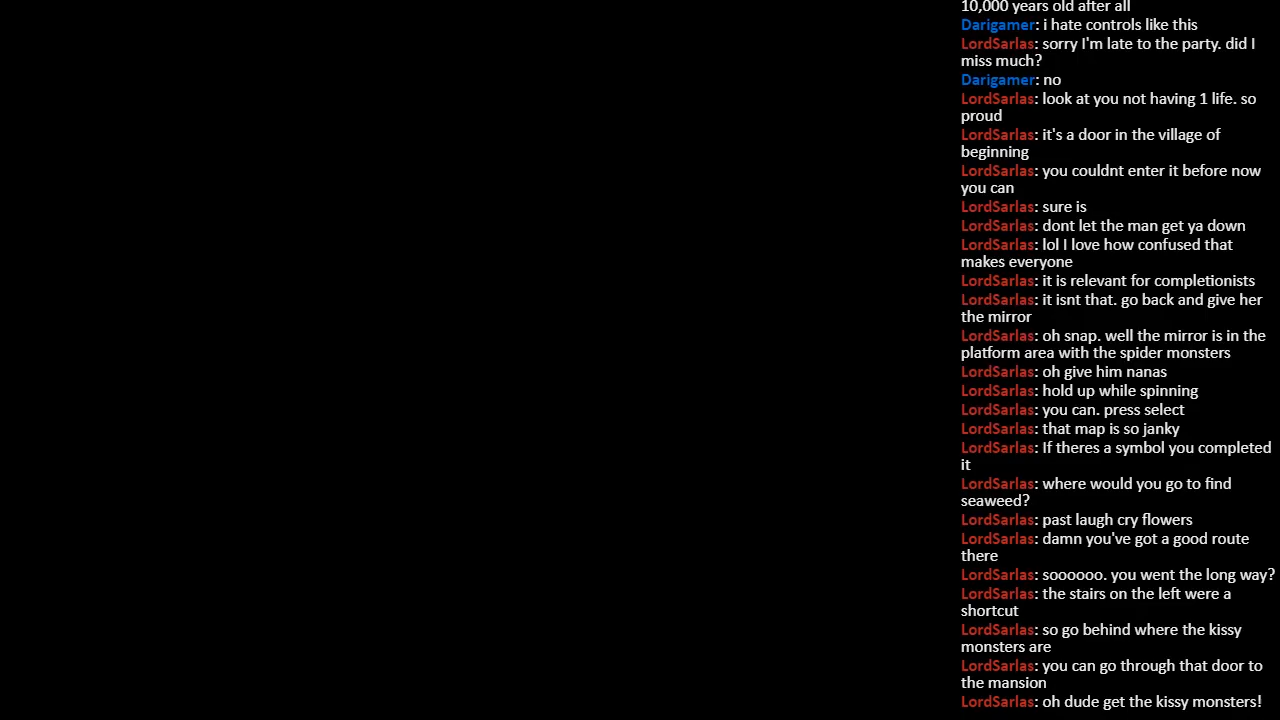 10,000 years old after all
Darigamer: i hate controls like this
LordSarlas: sorry I'm late to the party. did I
miss much?
Darigamer: no
LordSarlas: look at you not having 1 life. so
proud
LordSarlas: it's a door in the village of
beginning
LordSarlas: you couldnt enter it before now
you can
LordSarlas: sure is
LordSarlas: dont let the man get ya down
LordSarlas: lol I love how confused that
makes everyone
LordSarlas: it is relevant for completionists
LordSarlas: it isnt that. go back and give her
the mirror
LordSarlas: oh snap. well the mirror is in the
platform area with the spider monsters
LordSarlas: oh give him nanas
LordSarlas: hold up while spinning
LordSarlas: you can. press select
LordSarlas: that map is so janky
LordSarlas: If theres a symbol you completed
it
LordSarlas: where would you go to find
seaweed?
LordSarlas: past laugh cry flowers
LordSarlas: damn you've got a good route
there
LordSarlas: soooooo. you went the long way?
LordSarlas: the stairs on the left were a
shortcut
LordSarlas: so go behind where the kissy
monsters are
LordSarlas: you can go through that door to
the mansion
LordSarlas: oh dude get the kissy monsters!